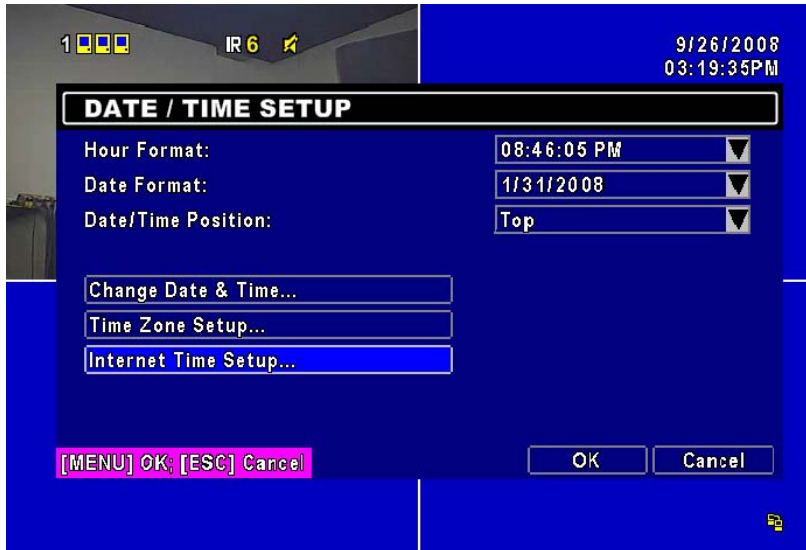 1 IR 6
9/26/2008
03:19:35PM
DATE / TIME SETUP
Hour Format: 08:46:05 PM
Date Format: 1/31/2008
Date/Time Position: Top
Change Date & Time...
Time Zone Setup...
Internet Time Setup...
[MENU] OK; [ESC] Cancel OK Cancel